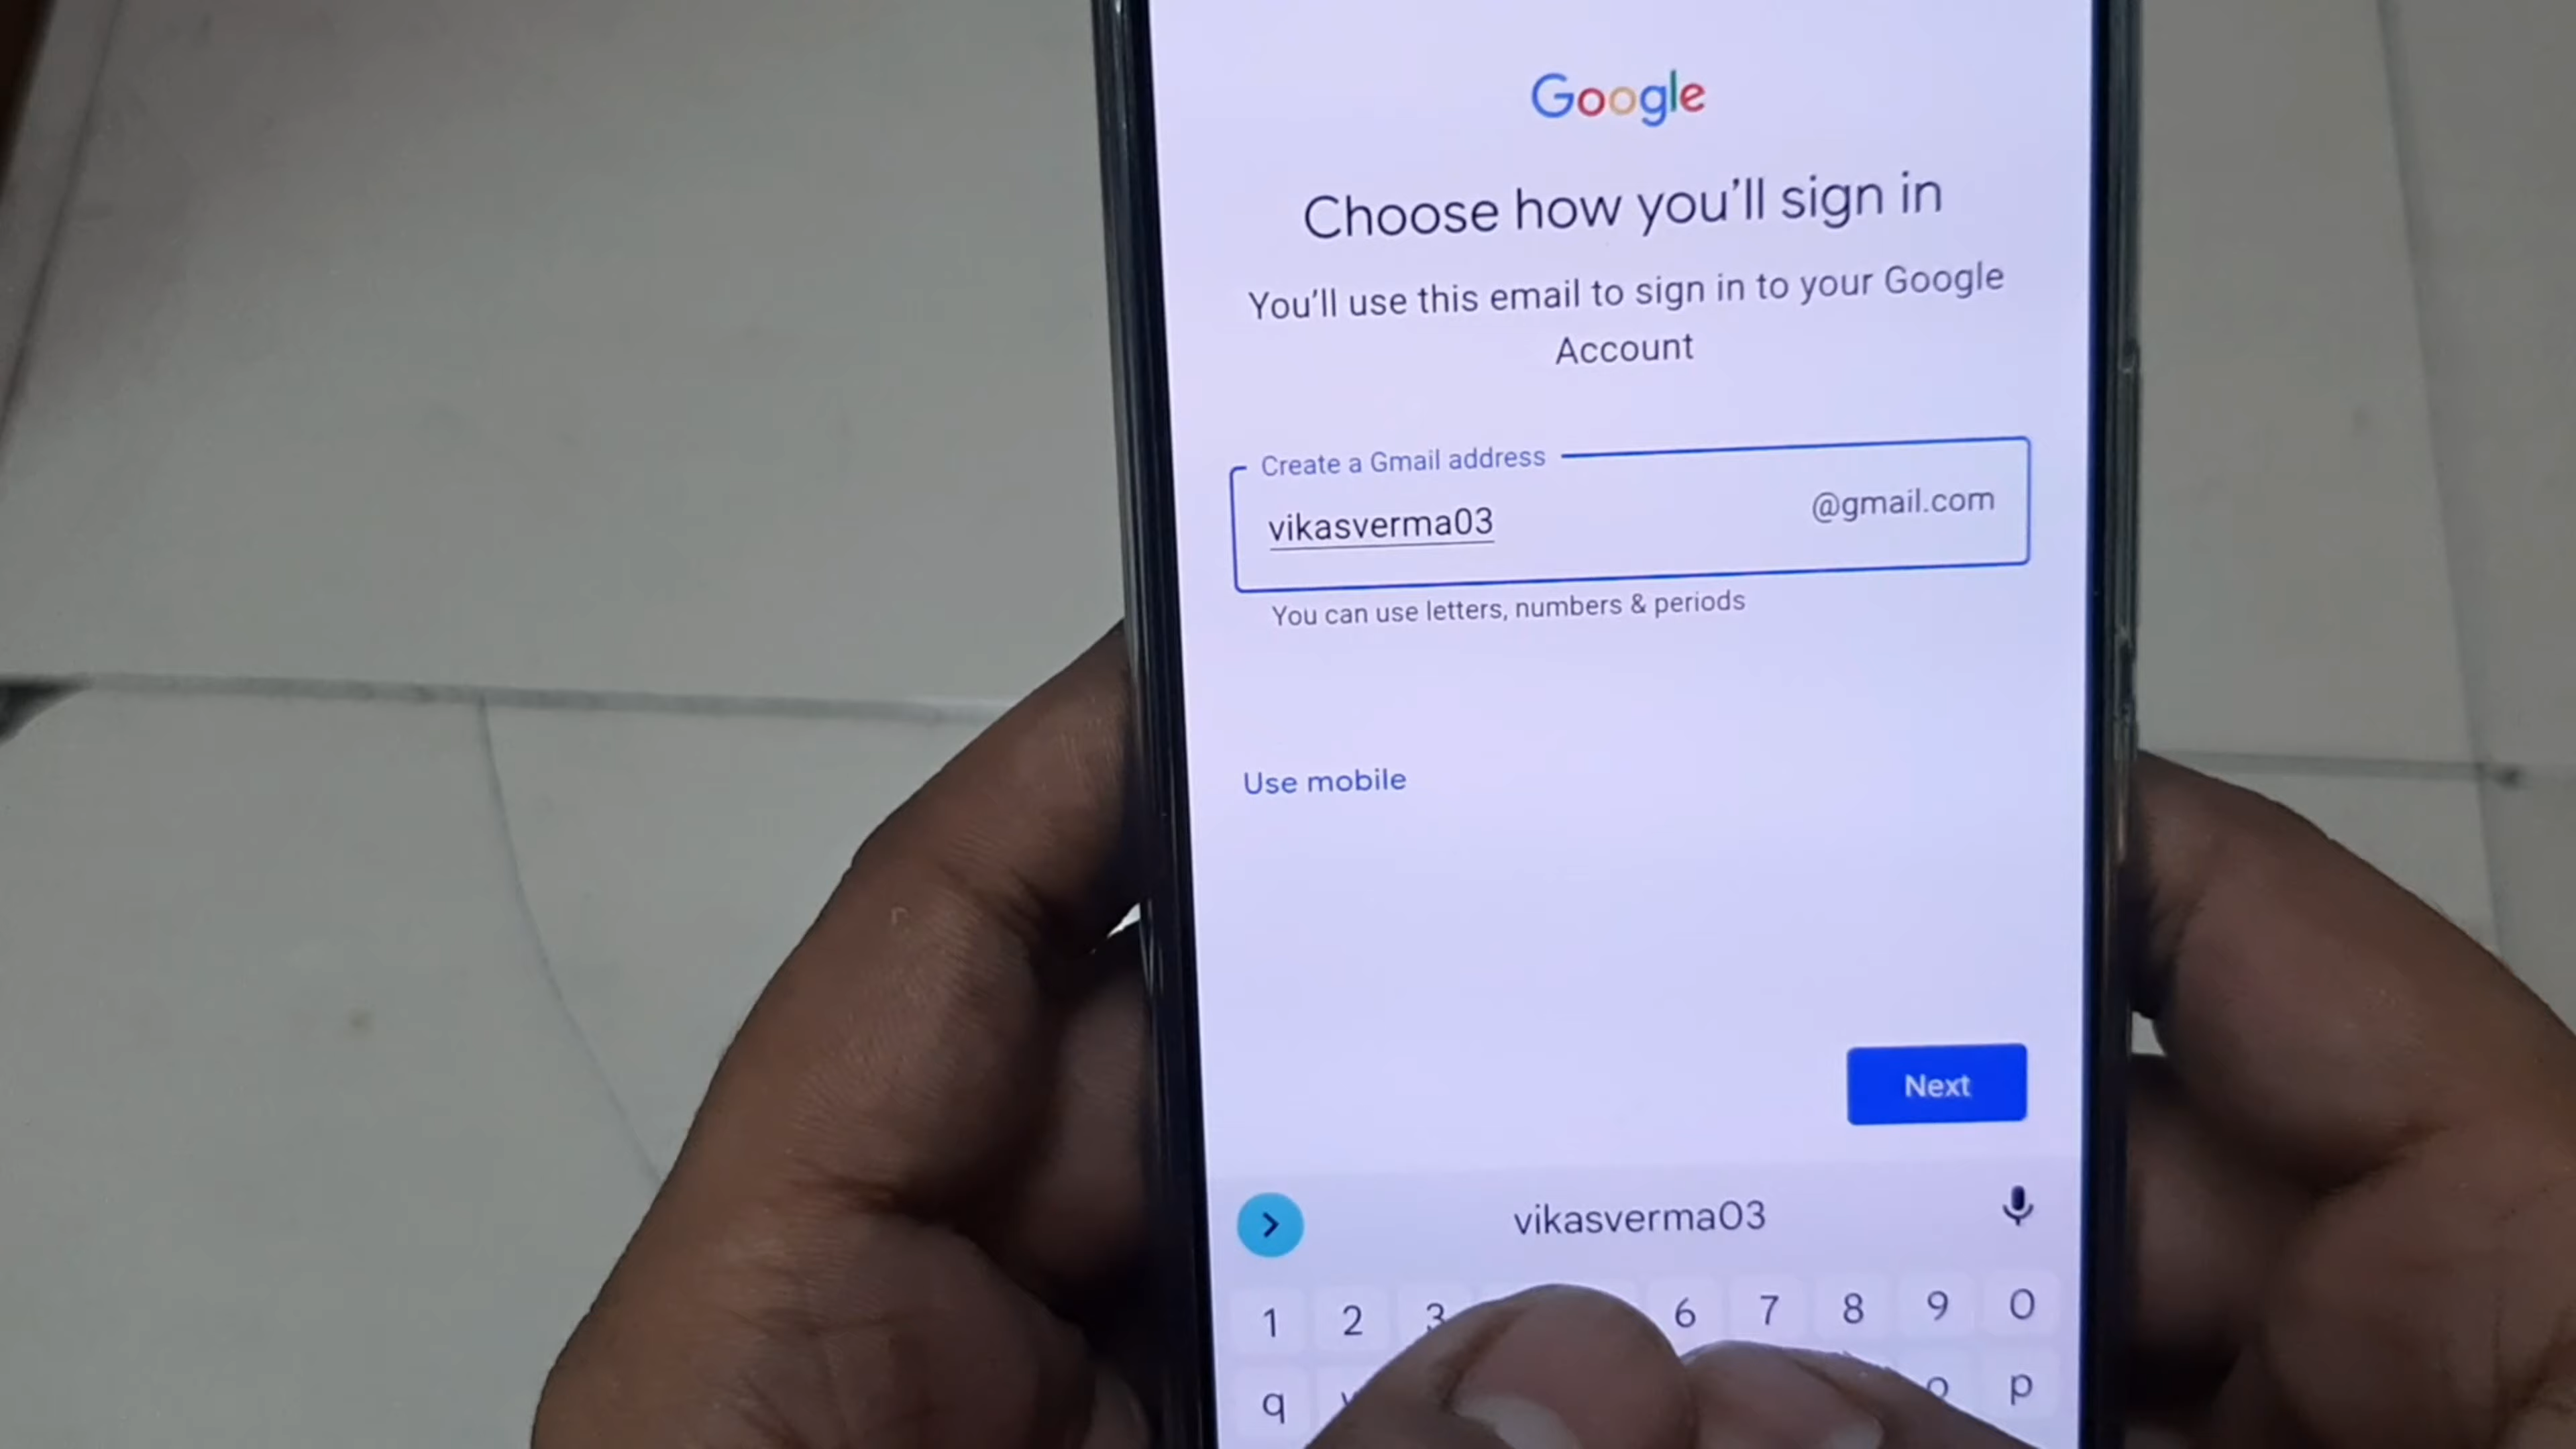 Google
Choose how you'll sign in
You'll use this email to sign in to your Google
Account
Create a Gmail address
vikasverma03 @gmail.com
You can use letters, numbers & periods
Use mobile
Next
vikasverma03
1 2 3 6 7 8 9 0
q p